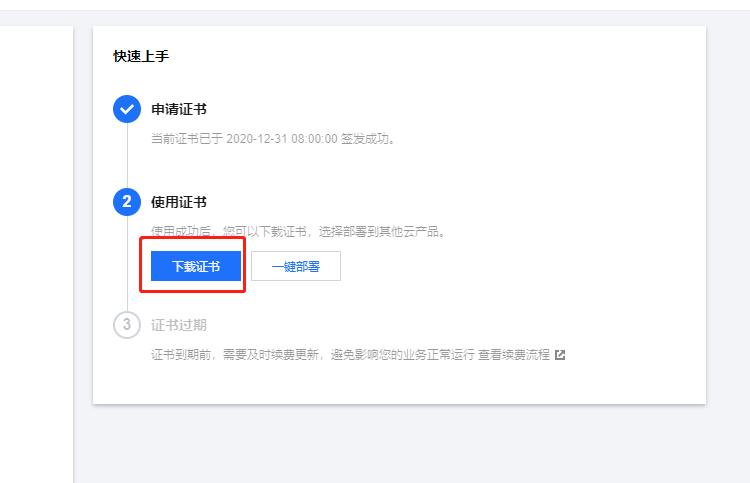 快速上手
申请证书
当前证书已于 2020-12-31 08:00:00 签发成功。
2
使用证书
使用成功后，您可以下载证书，选择部署到其他云产品。
下载证书
一键部署
3
证书过期
证书到期前，需要及时续费更新，避免影响您的业务正常运行 查看续费流程